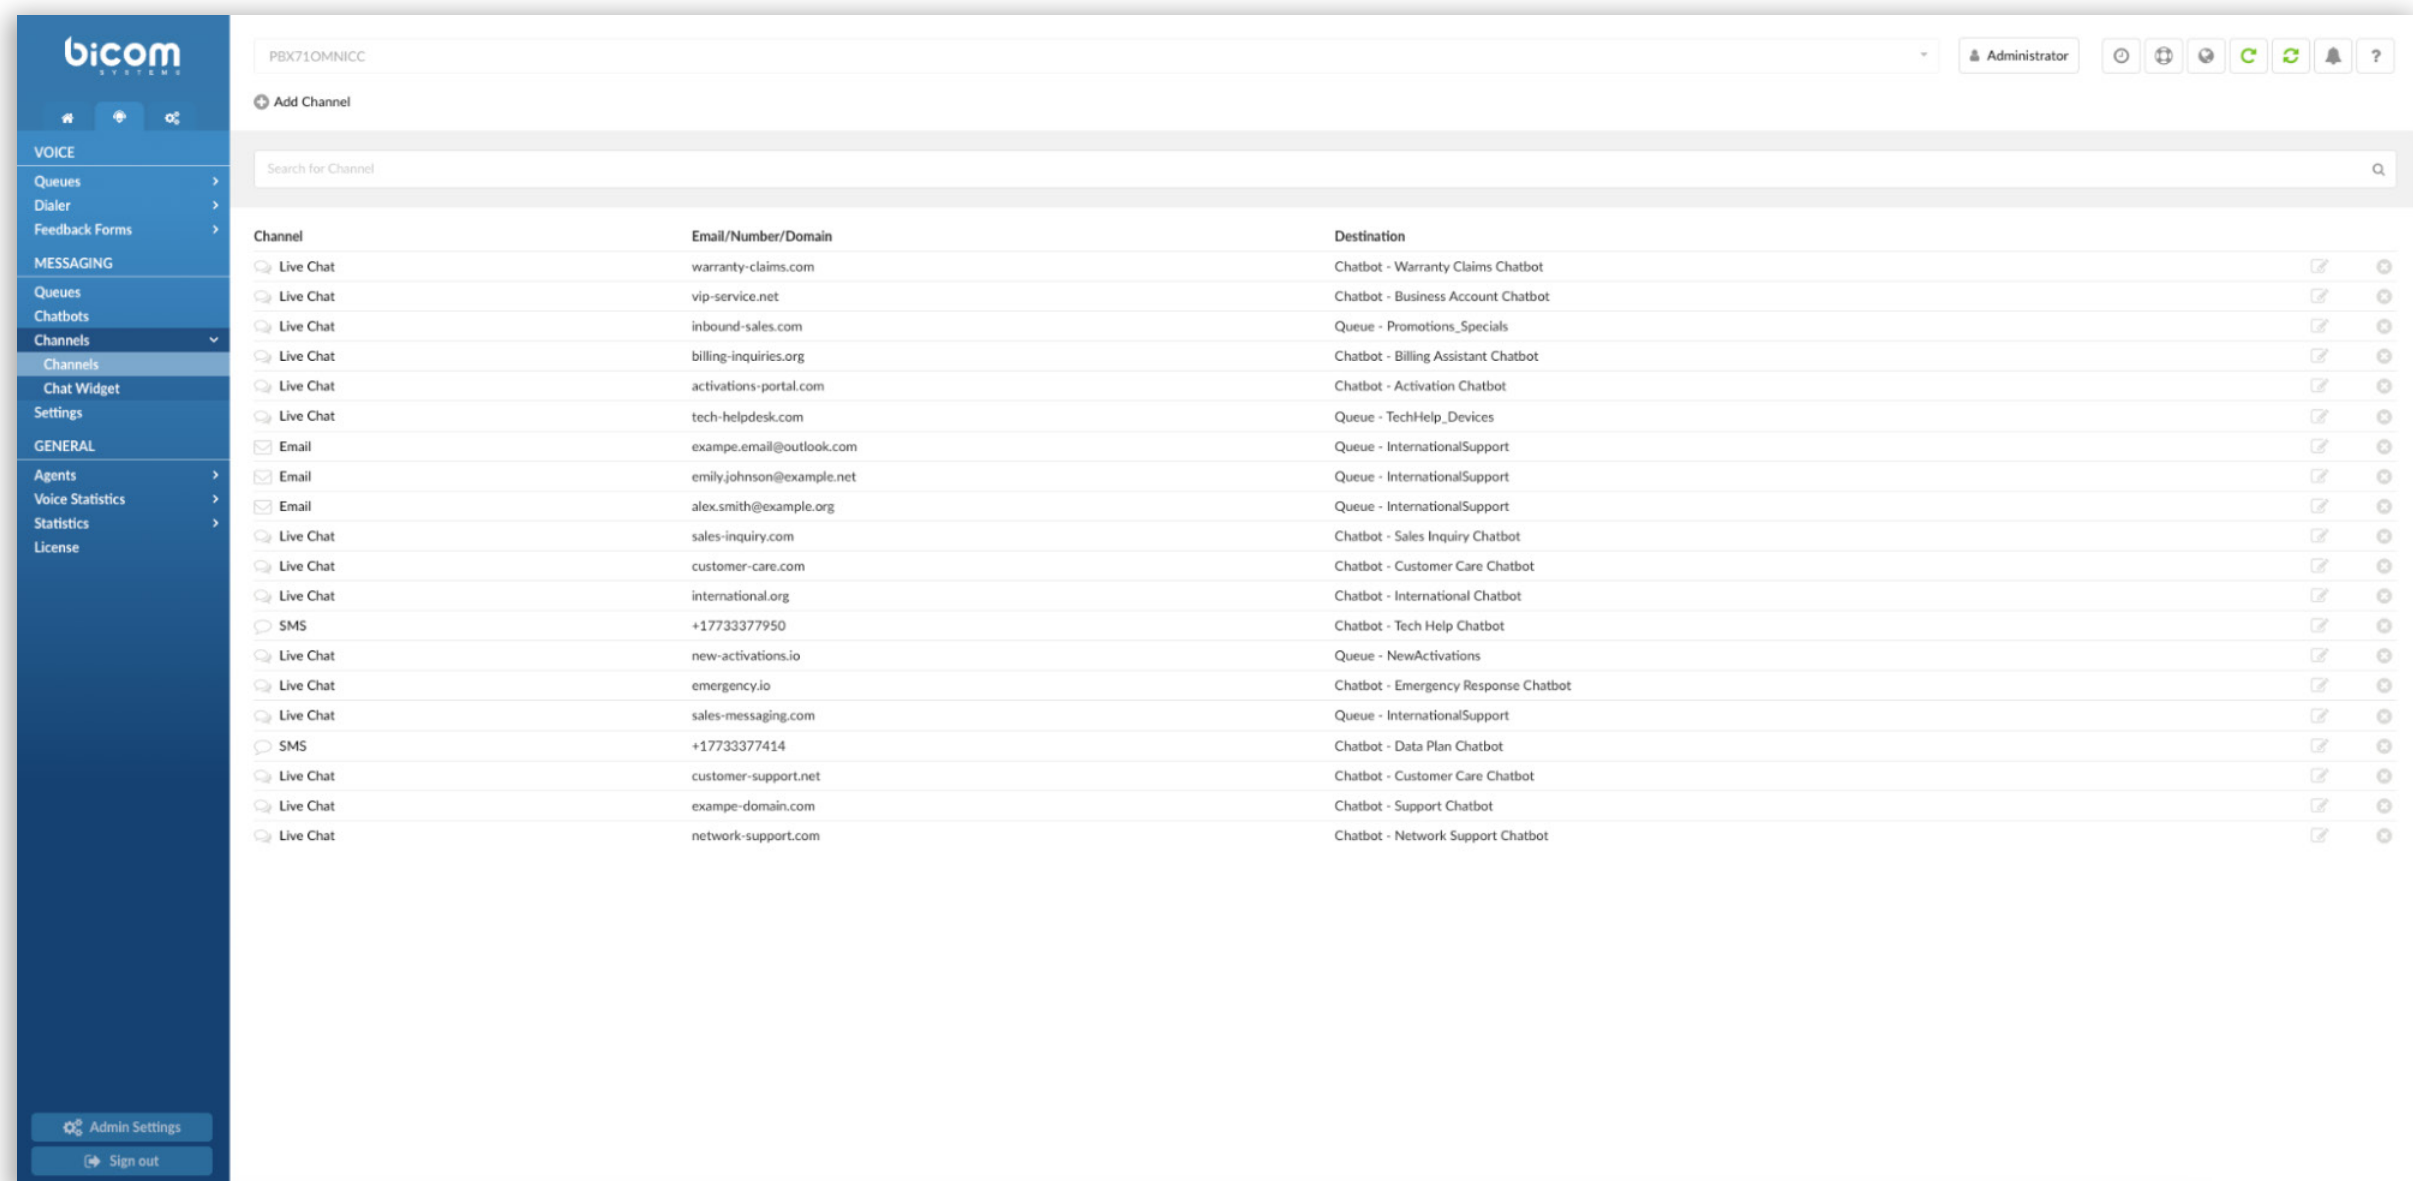 bicom
SYSTEMS
PBX71OMNICC
Administrator
?
Add Channel
VOICE
Queues
Dialer
Feedback Forms
MESSAGING
Queues
Chatbots
Channels
Channels
Chat Widget
Settings
GENERAL
Agents
Voice Statistics
Statistics
License
Admin Settings
Sign out
Search for Channel
Channel Email/Number/Domain Destination
Live Chat warranty-claims.com Chatbot - Warranty Claims Chatbot
Live Chat vip-service.net Chatbot - Business Account Chatbot
Live Chat inbound-sales.com Queue - Promotions_Specials
Live Chat billing-inquiries.org Chatbot - Billing Assistant Chatbot
Live Chat activations-portal.com Chatbot - Activation Chatbot
Live Chat tech-helpdesk.com Queue - TechHelp_Devices
Email exampe.email@outlook.com Queue - InternationalSupport
Email emily.johnson@example.net Queue - InternationalSupport
Email alex.smith@example.org Queue - InternationalSupport
Live Chat sales-inquiry.com Chatbot - Sales Inquiry Chatbot
Live Chat customer-care.com Chatbot - Customer Care Chatbot
Live Chat international.org Chatbot - International Chatbot
SMS +17733377950 Chatbot - Tech Help Chatbot
Live Chat new-activations.io Queue - NewActivations
Live Chat emergency.io Chatbot - Emergency Response Chatbot
Live Chat sales-messaging.com Queue - InternationalSupport
SMS +17733377414 Chatbot - Data Plan Chatbot
Live Chat customer-support.net Chatbot - Customer Care Chatbot
Live Chat exampe-domain.com Chatbot - Support Chatbot
Live Chat network-support.com Chatbot - Network Support Chatbot